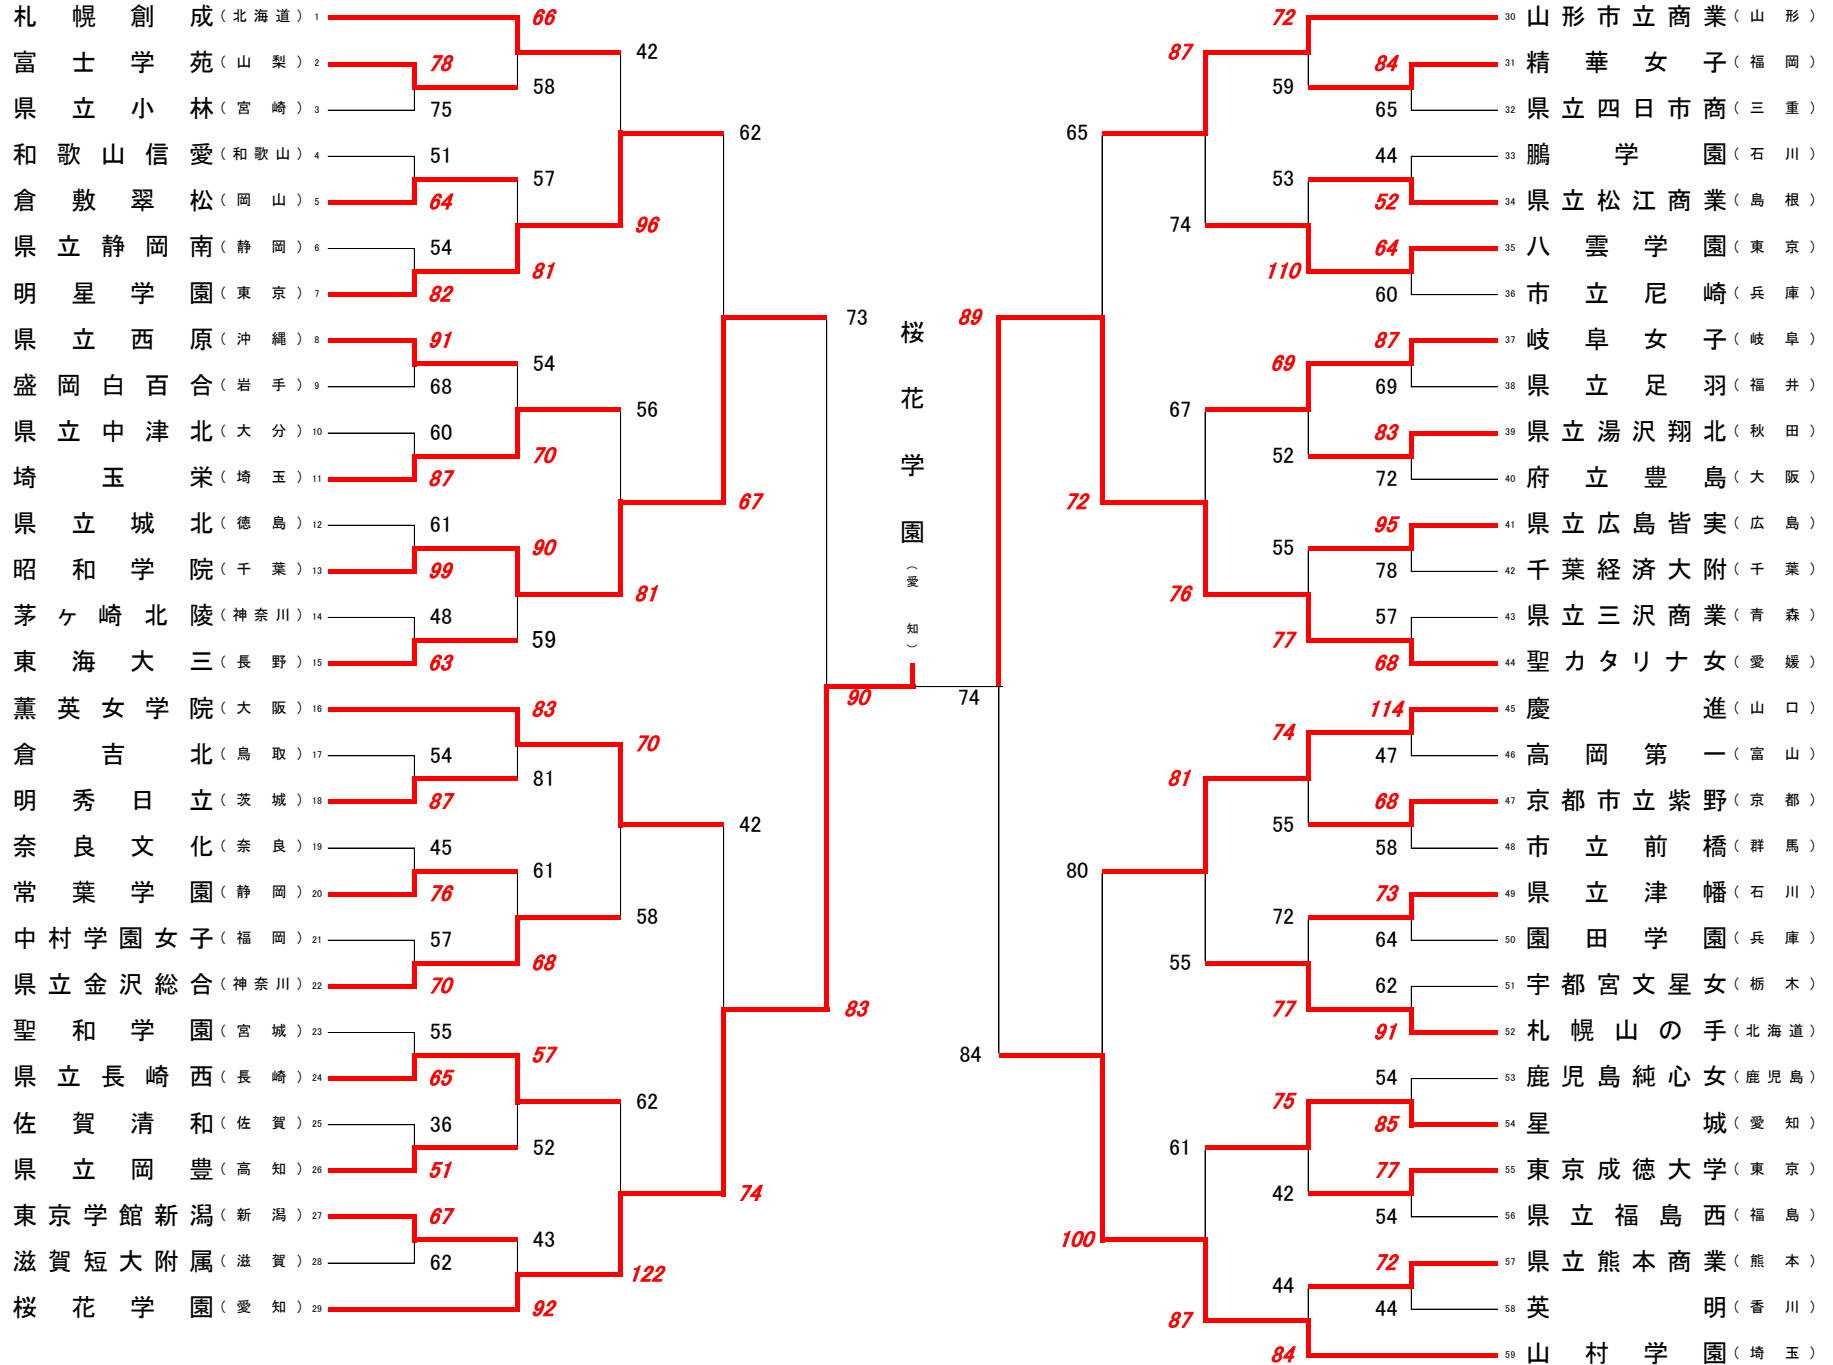 札幌創成（北海道）1
富士学苑（山梨）2
県立小林（宮崎）3
和歌山信愛（和歌山）4
倉敷翠松（岡山）5
県立静岡南（静岡）6
明星学園（東京）7
県立西原（沖縄）8
盛岡白百合（岩手）9
県立中津北（大分）10
埼玉栄（埼玉）11
県立城北（徳島）12
昭和学院（千葉）13
茅ヶ崎北陵（神奈川）14
東海大三（長野）15
薫英女学院（大阪）16
倉吉北（鳥取）17
明秀日立（茨城）18
奈良文化（奈良）19
常葉学園（静岡）20
中村学園女子（福岡）21
県立金沢総合（神奈川）22
聖和学園（宮城）23
県立長崎西（長崎）24
佐賀清和（佐賀）25
県立岡豊（高知）26
東京学館新潟（新潟）27
滋賀短大附属（滋賀）28
桜花学園（愛知）29
78
75
51
64
54
82
91
68
60
87
61
99
48
63
54
87
45
76
57
70
55
65
36
51
67
62
66
58
57
81
54
70
90
59
83
81
61
68
57
52
43
92
42
96
56
81
70
58
62
122
62
67
42
74
73
83
90
桜花学園（愛知）
74
89
84
65
72
80
100
87
74
67
76
81
55
61
87
72
59
53
110
69
52
55
77
74
55
72
77
75
42
44
84
84
65
44
52
64
60
87
69
83
72
95
78
57
68
114
47
68
58
73
64
62
91
54
85
77
54
72
44
30 山形市立商業（山形）
31 精華女子（福岡）
32 県立四日市商（三重）
33 鵬学園（石川）
34 県立松江商業（島根）
35 八雲学園（東京）
36 市立尼崎（兵庫）
37 岐阜女子（岐阜）
38 県立足羽（福井）
39 県立湯沢翔北（秋田）
40 府立豊島（大阪）
41 県立広島皆実（広島）
42 千葉経済大附（千葉）
43 県立三沢商業（青森）
44 聖カタリナ女（愛媛）
45 慶進（山口）
46 高岡第一（富山）
47 京都市立紫野（京都）
48 市立前橋（群馬）
49 県立津幡（石川）
50 園田学園（兵庫）
51 宇都宮文星女（栃木）
52 札幌山の手（北海道）
53 鹿児島純心女（鹿児島）
54 星城（愛知）
55 東京成徳大学（東京）
56 県立福島西（福島）
57 県立熊本商業（熊本）
58 英明（香川）
59 山村学園（埼玉）